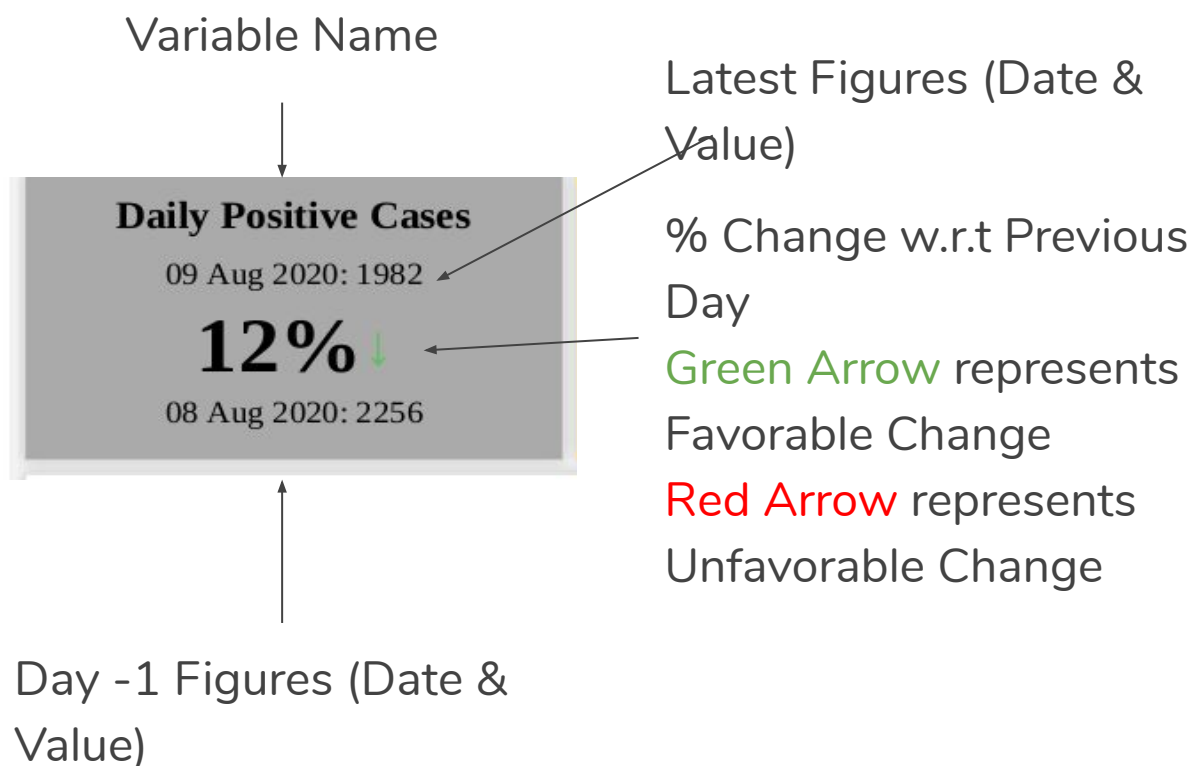 Variable Name
Latest Figures (Date &
Value)
Daily Positive Cases
09 Aug 2020: 1982
12%↓
08 Aug 2020: 2256
% Change w.r.t Previous
Day
Green Arrow represents
Favorable Change
Red Arrow represents
Unfavorable Change
Day -1 Figures (Date &
Value)